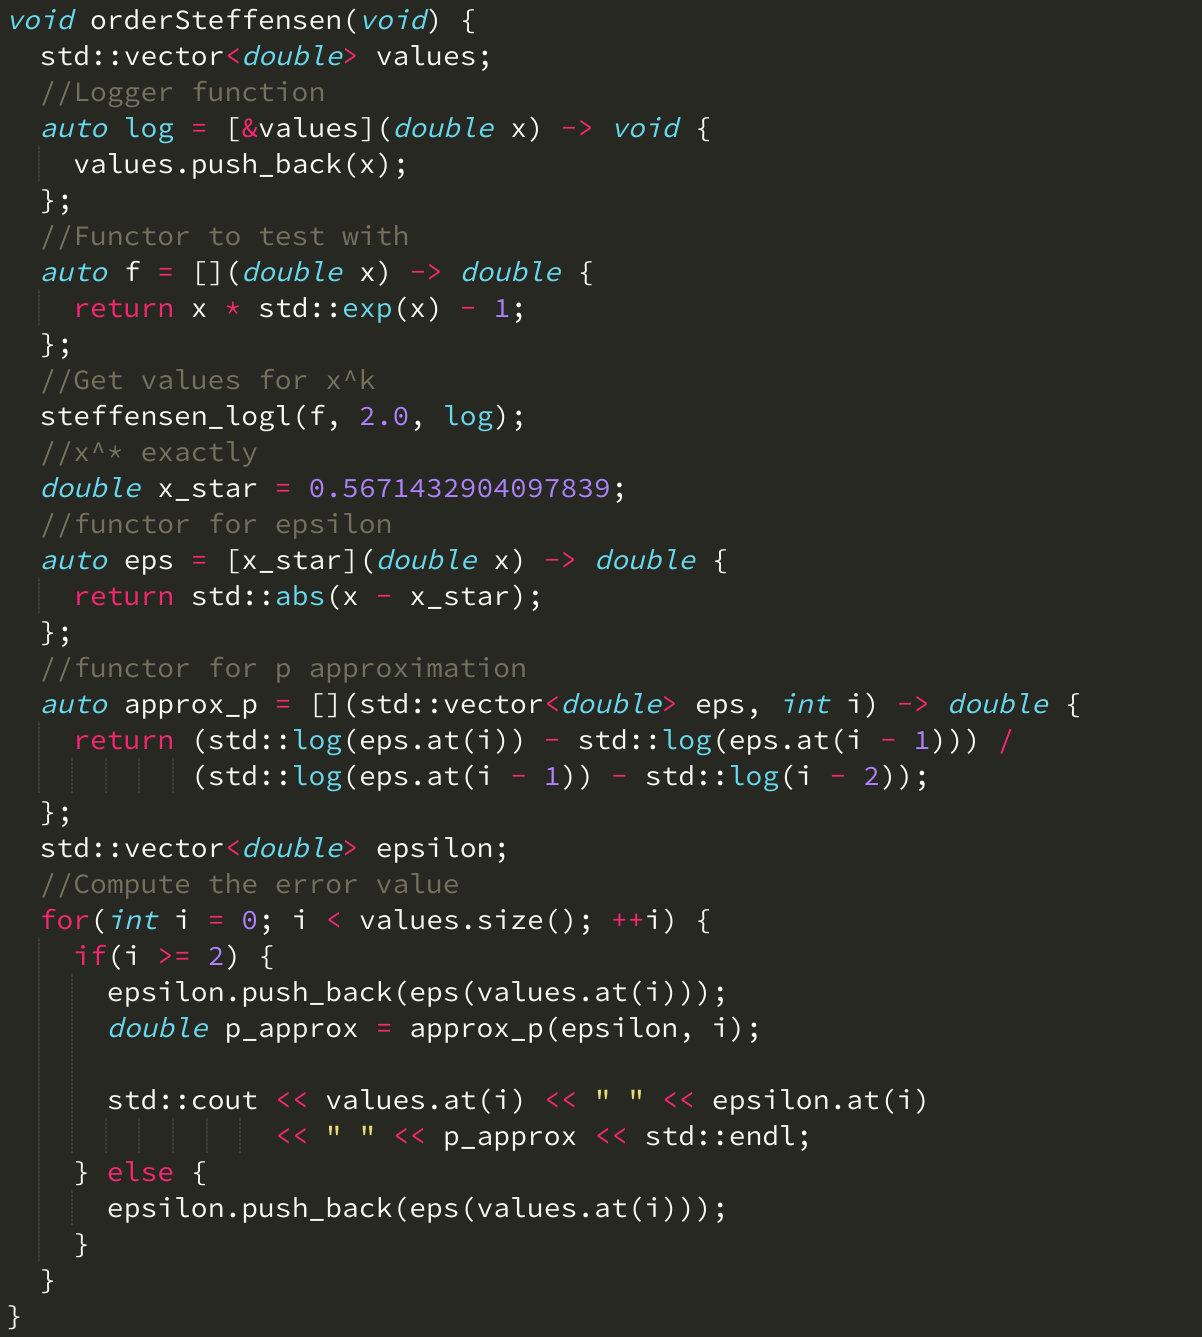 void orderSteffensen(void) {
  std::vector<double> values;
  //Logger function
  auto log = [&values](double x) -> void {
    values.push_back(x);
  };
  //Functor to test with
  auto f = [](double x) -> double {
    return x * std::exp(x) - 1;
  };
  //Get values for x^k
  steffensen_logl(f, 2.0, log);
  //x^* exactly
  double x_star = 0.5671432904097839;
  //functor for epsilon
  auto eps = [x_star](double x) -> double {
    return std::abs(x - x_star);
  };
  //functor for p approximation
  auto approx_p = [](std::vector<double> eps, int i) -> double {
    return (std::log(eps.at(i)) - std::log(eps.at(i - 1))) /
           (std::log(eps.at(i - 1)) - std::log(i - 2));
  };
  std::vector<double> epsilon;
  //Compute the error value
  for(int i = 0; i < values.size(); ++i) {
    if(i >= 2) {
      epsilon.push_back(eps(values.at(i)));
      double p_approx = approx_p(epsilon, i);

      std::cout << values.at(i) << " " << epsilon.at(i)
                << " " << p_approx << std::endl;
    } else {
      epsilon.push_back(eps(values.at(i)));
    }
  }
}